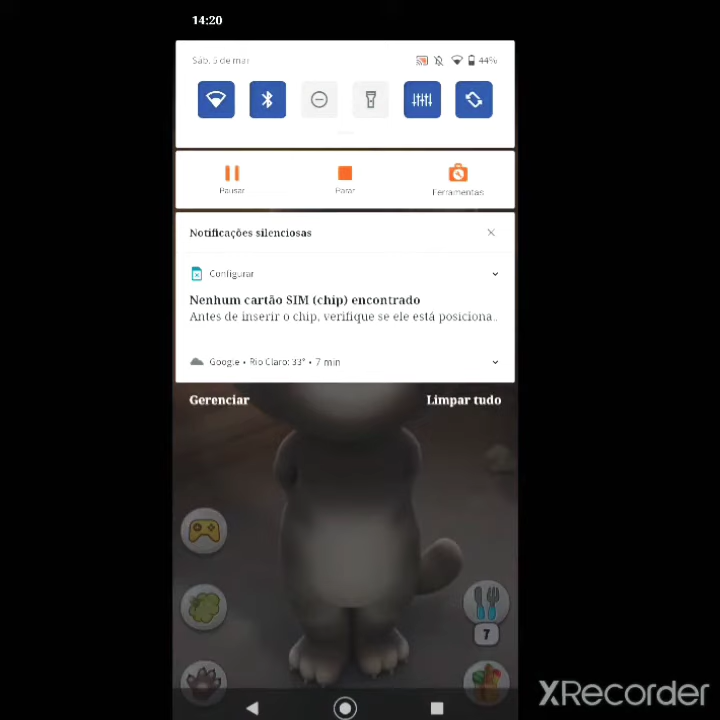 14:20
Sáb, 5 de mar
44%
Pausar
Parar
Ferramentas
Notificações silenciosas
Configurar
Nenhum cartão SIM (chip) encontrado
Antes de inserir o chip, verifique se ele está posiciona..
Google • Rio Claro: 33° • 7 min
Gerenciar
Limpar tudo
7
XRecorder